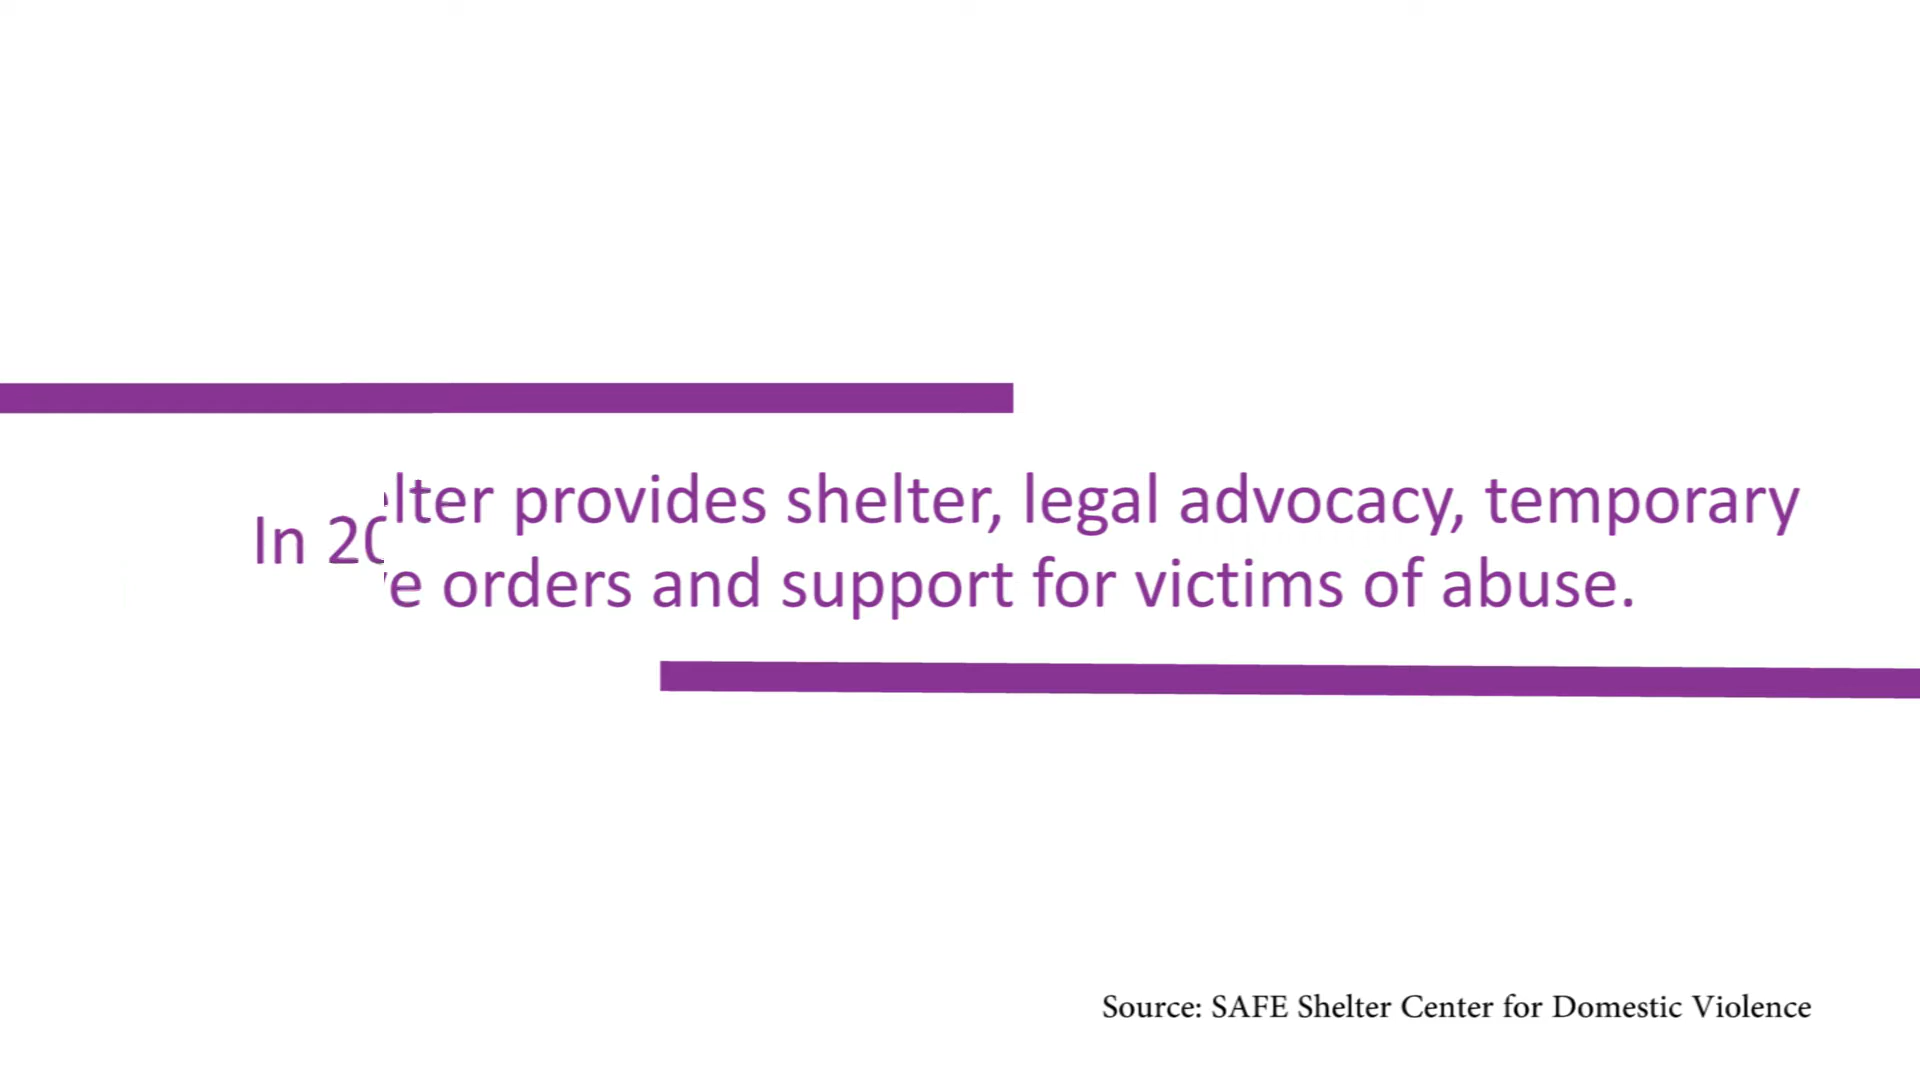 In 20
lter provides shelter, legal advocacy, temporary
e orders and support for victims of abuse.
Source: SAFE Shelter Center for Domestic Violence